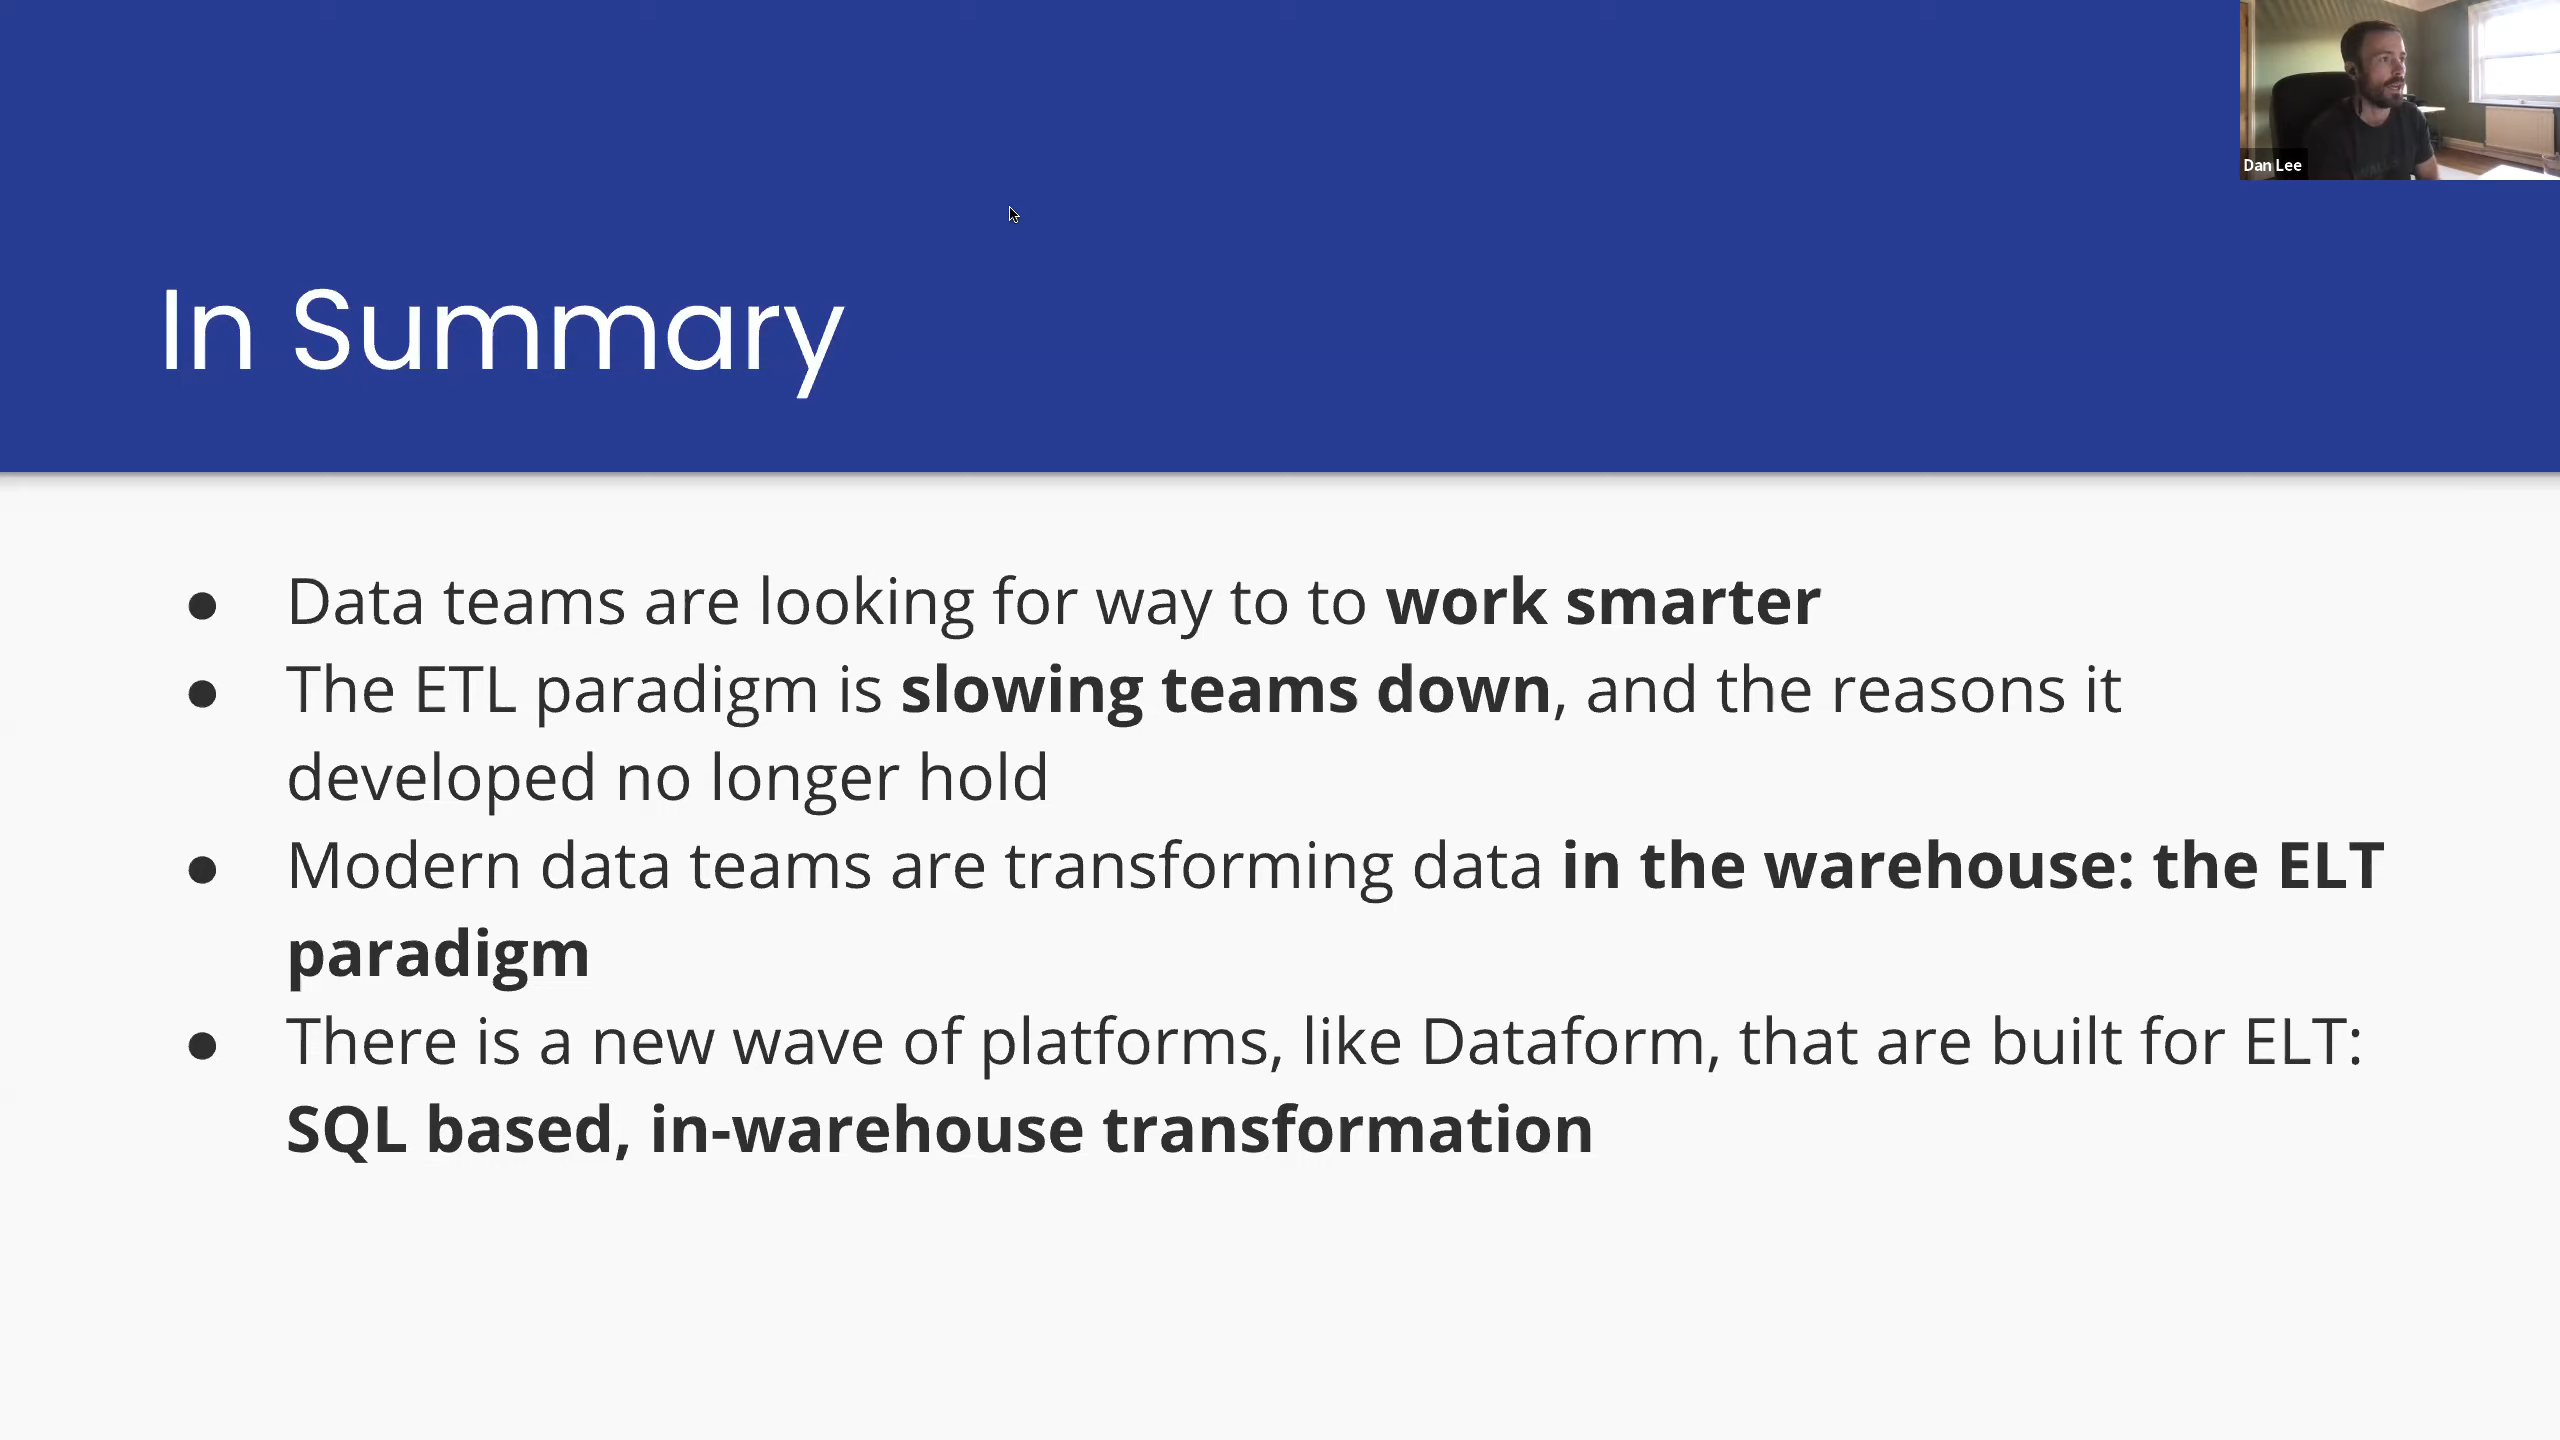 Dan Lee
In Summary
● Data teams are looking for way to to work smarter
● The ETL paradigm is slowing teams down, and the reasons it
developed no longer hold
● Modern data teams are transforming data in the warehouse: the ELT
paradigm
● There is a new wave of platforms, like Dataform, that are built for ELT:
SQL based, in-warehouse transformation